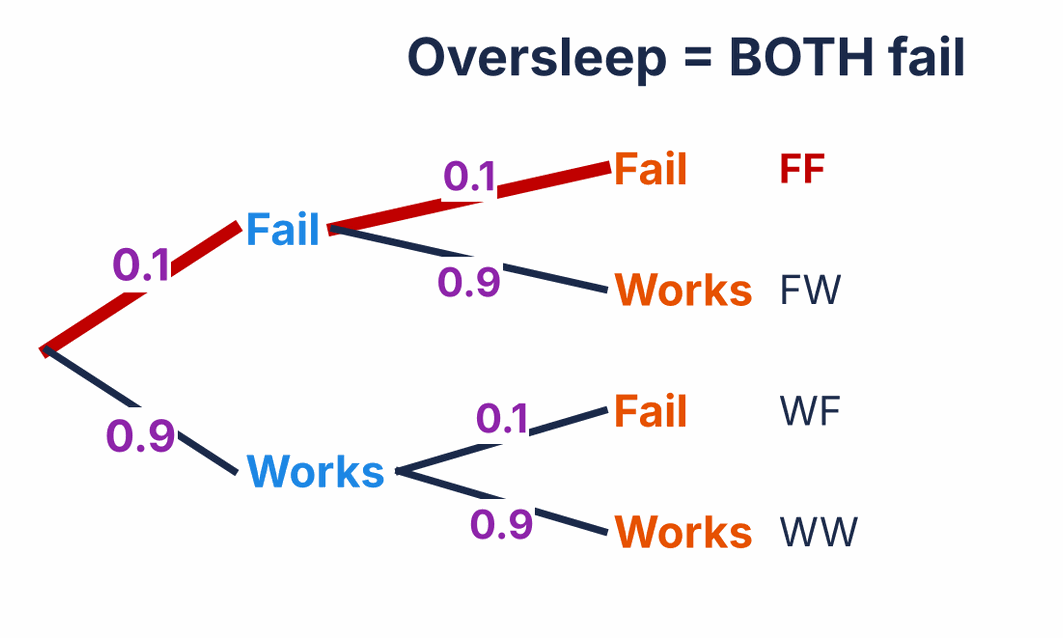 Oversleep = BOTH fail
0.1 Fail FF
Fail
0.1
0.9 Works FW
0.1 Fail WF
0.9
Works
0.9 Works WW